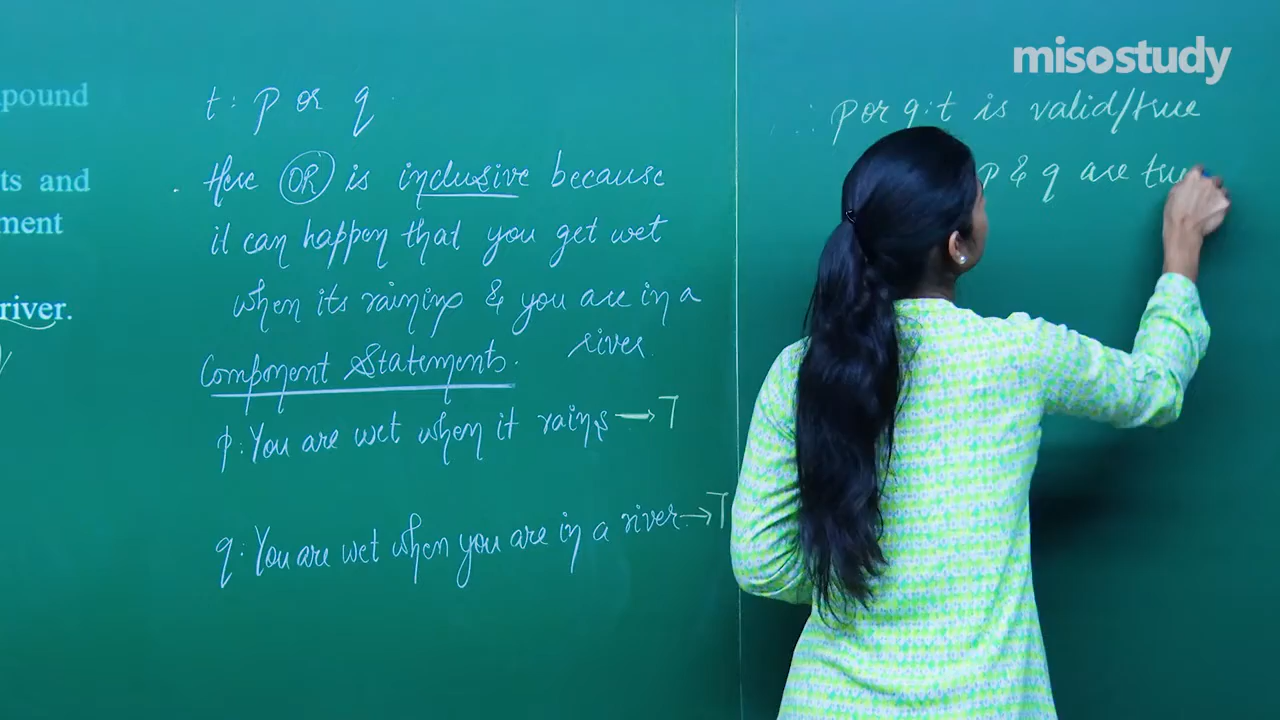 misostudy
pound
ts and
ment
river.
t: p or q
∴ p or q : t is valid/true
Here OR is inclusive because
p & q are true
it can happen that you get wet
when its raining & you are in a
river.
Component Statements.
p: You are wet when it rains → T
q: You are wet when you are in a river → T